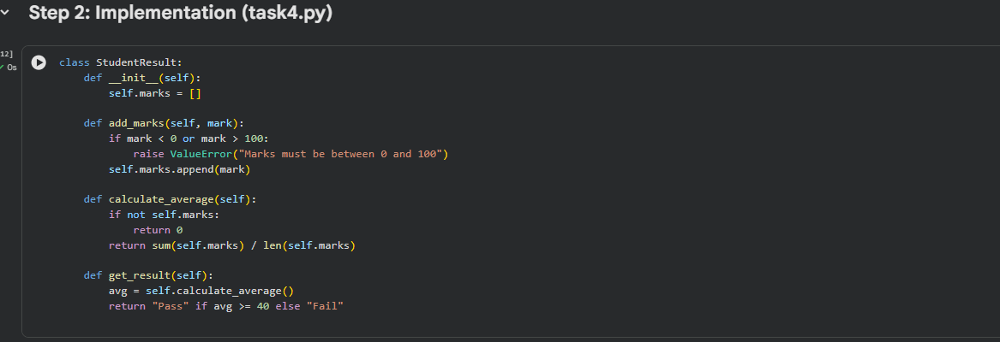 Step 2: Implementation (task4.py)
12]
0s
class StudentResult:
    def __init__(self):
        self.marks = []

    def add_marks(self, mark):
        if mark < 0 or mark > 100:
            raise ValueError("Marks must be between 0 and 100")
        self.marks.append(mark)

    def calculate_average(self):
        if not self.marks:
            return 0
        return sum(self.marks) / len(self.marks)

    def get_result(self):
        avg = self.calculate_average()
        return "Pass" if avg >= 40 else "Fail"